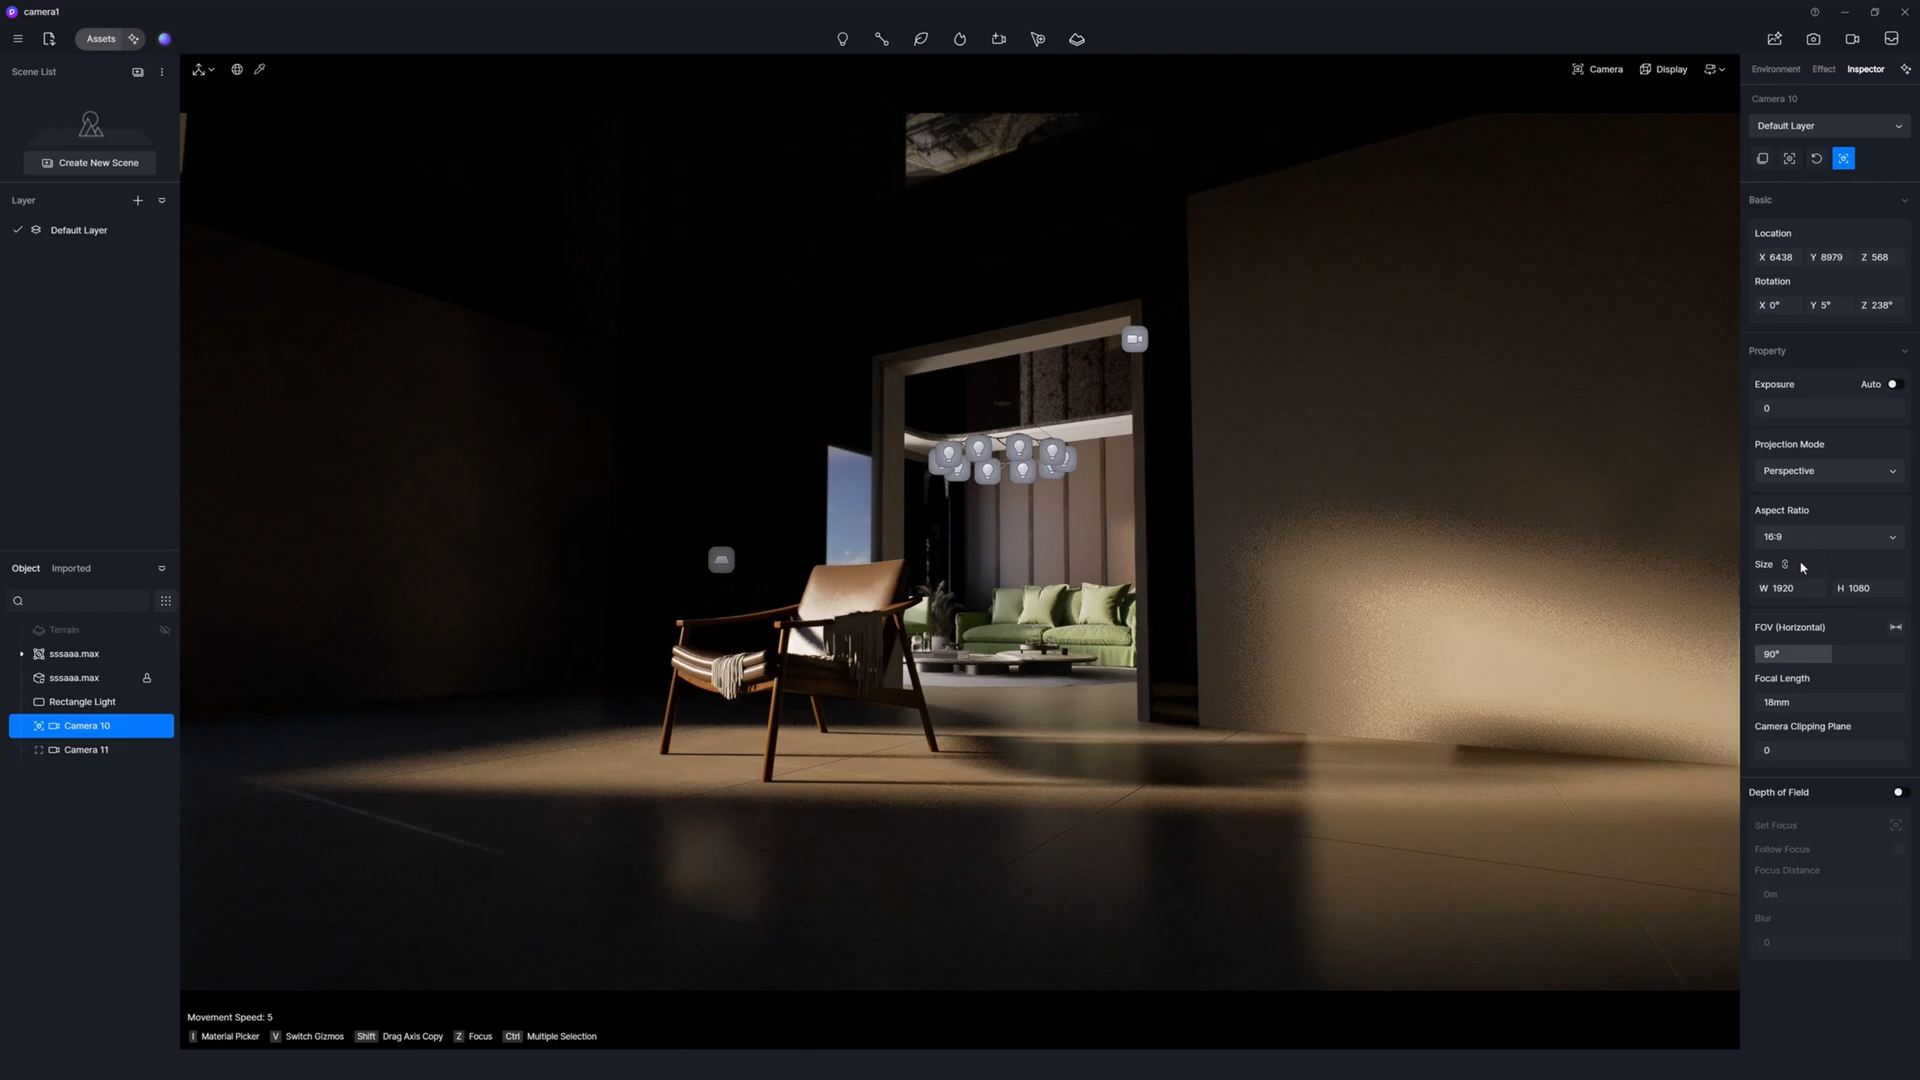 camera1
Assets
Scene List
Create New Scene
Layer
Default Layer
Object Imported
Terrain
sssaaa.max
sssaaa.max
Rectangle Light
Camera 10
Camera 11
Camera Display
Movement Speed: 5
I Material Picker V Switch Gizmos Shift Drag Axis Copy Z Focus Ctrl Multiple Selection
Environment Effect Inspector
Camera 10
Default Layer
Basic
Location
X 6438 Y 8979 Z 568
Rotation
X 0° Y 5° Z 238°
Property
Exposure Auto
0
Projection Mode
Perspective
Aspect Ratio
16:9
Size
W 1920 H 1080
FOV (Horizontal)
90°
Focal Length
18mm
Camera Clipping Plane
0
Depth of Field
Set Focus
Follow Focus
Focus Distance
0m
Blur
0